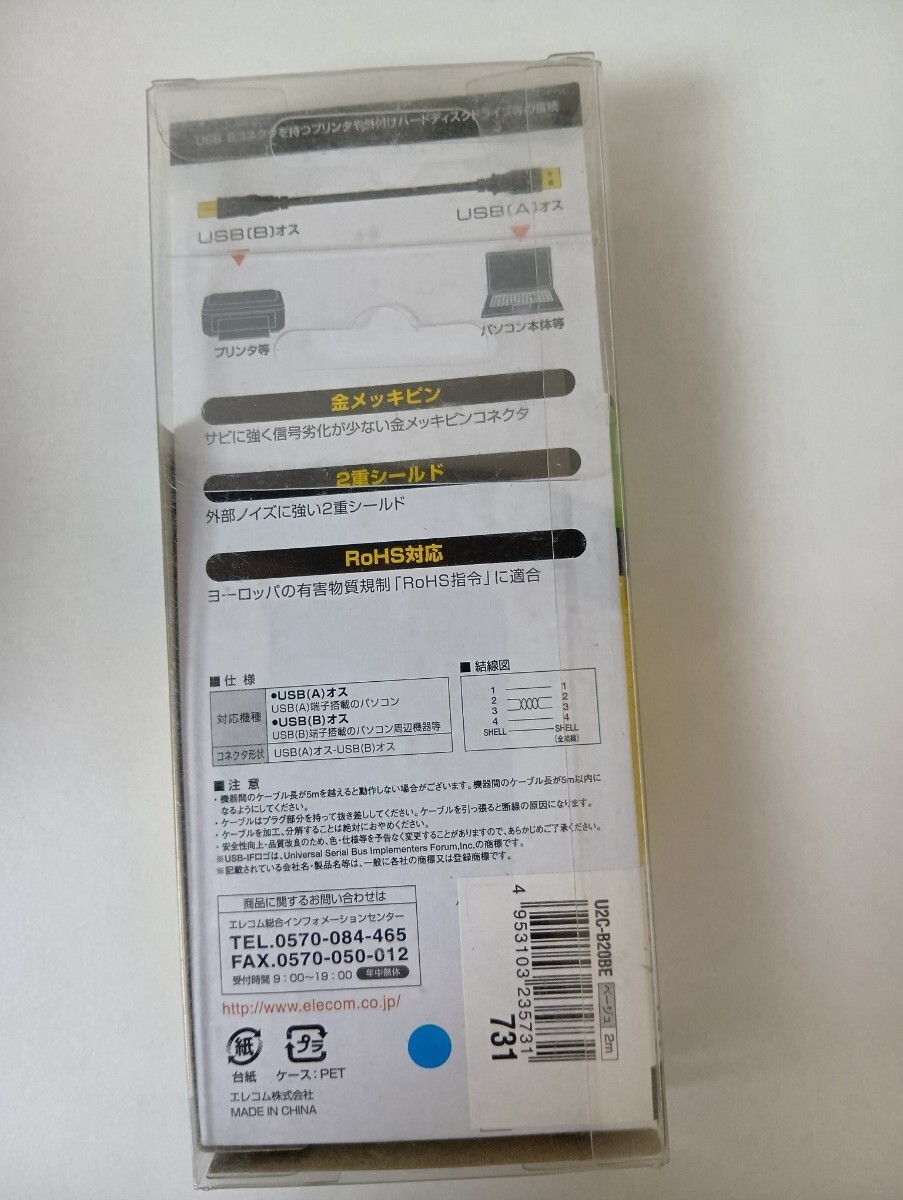 USB Bコネクタを持つプリンタや外付けハードディスクドライブ等の接続
USB(B)オス
USB(A)オス
プリンタ等
パソコン本体等
金メッキピン
サビに強く信号劣化が少ない金メッキピンコネクタ
2重シールド
外部ノイズに強い2重シールド
RoHS対応
ヨーロッパの有害物質規制「RoHS指令」に適合
■仕様
対応機種
●USB(A)オス
USB(A)端子搭載のパソコン
●USB(B)オス
USB(B)端子搭載のパソコン周辺機器等
コネクタ形状 USB(A)オス-USB(B)オス
■結線図
1 1
2 2
3 3
4 4
SHELL SHELL
(全結線)
■注意
・機器間のケーブル長が5mを越えると動作しない場合がございます。機器間のケーブル長が5m以内に
なるようにしてください。
・ケーブルはプラグ部分を持って抜き差ししてください。ケーブルを引っ張ると断線の原因になります。
・ケーブルを加工、分解することは絶対におやめください。
・安全性向上・品質改良のため、色・仕様等を予告なく変更することがありますので、あらかじめご了承ください。
※USB-IFロゴは、Universal Serial Bus Implementers Forum,Inc.の商標です。
※記載されている会社名・製品名等は、一般に各社の商標又は登録商標です。
商品に関するお問い合わせは
エレコム総合インフォメーションセンター
TEL.0570-084-465
FAX.0570-050-012
受付時間 9:00~19:00 年中無休
http://www.elecom.co.jp/
紙
台紙
プラ
ケース:PET
エレコム株式会社
MADE IN CHINA
U2C-B20BE ベージュ 2m
4 953103 235731
731